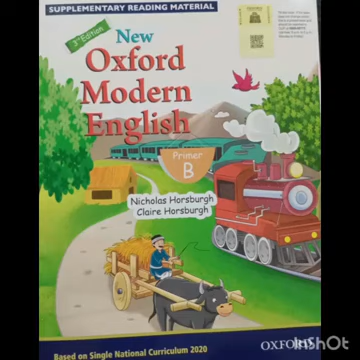 SUPPLEMENTARY READING MATERIAL
3rd Edition
New
Oxford
Modern
English
Primer
B
Nicholas Horsburgh
Claire Horsburgh
Based on Single National Curriculum 2020
OXFORD
InShOt